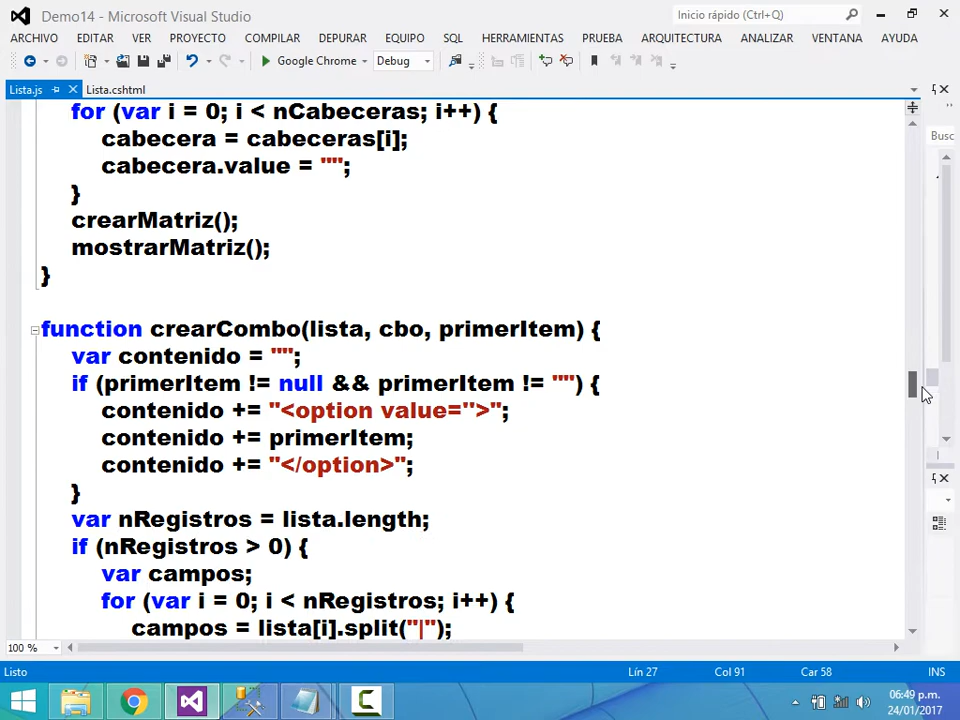 Demo14 - Microsoft Visual Studio
Inicio rápido (Ctrl+Q)
ARCHIVO EDITAR VER PROYECTO COMPILAR DEPURAR EQUIPO SQL HERRAMIENTAS PRUEBA ARQUITECTURA ANALIZAR VENTANA AYUDA
Google Chrome Debug
Lista.js Lista.cshtml
for (var i = 0; i < nCabeceras; i++) {
cabecera = cabeceras[i];
cabecera.value = "";
}
crearMatriz();
mostrarMatriz();
}
Busc
function crearCombo(lista, cbo, primerItem) {
var contenido = "";
if (primerItem != null && primerItem != "") {
contenido += "<option value=''>";
contenido += primerItem;
contenido += "</option>";
}
var nRegistros = lista.length;
if (nRegistros > 0) {
var campos;
for (var i = 0; i < nRegistros; i++) {
campos = lista[i].split("|");
100 %
Listo Lín 27 Col 91 Car 58 INS
06:49 p.m.
24/01/2017